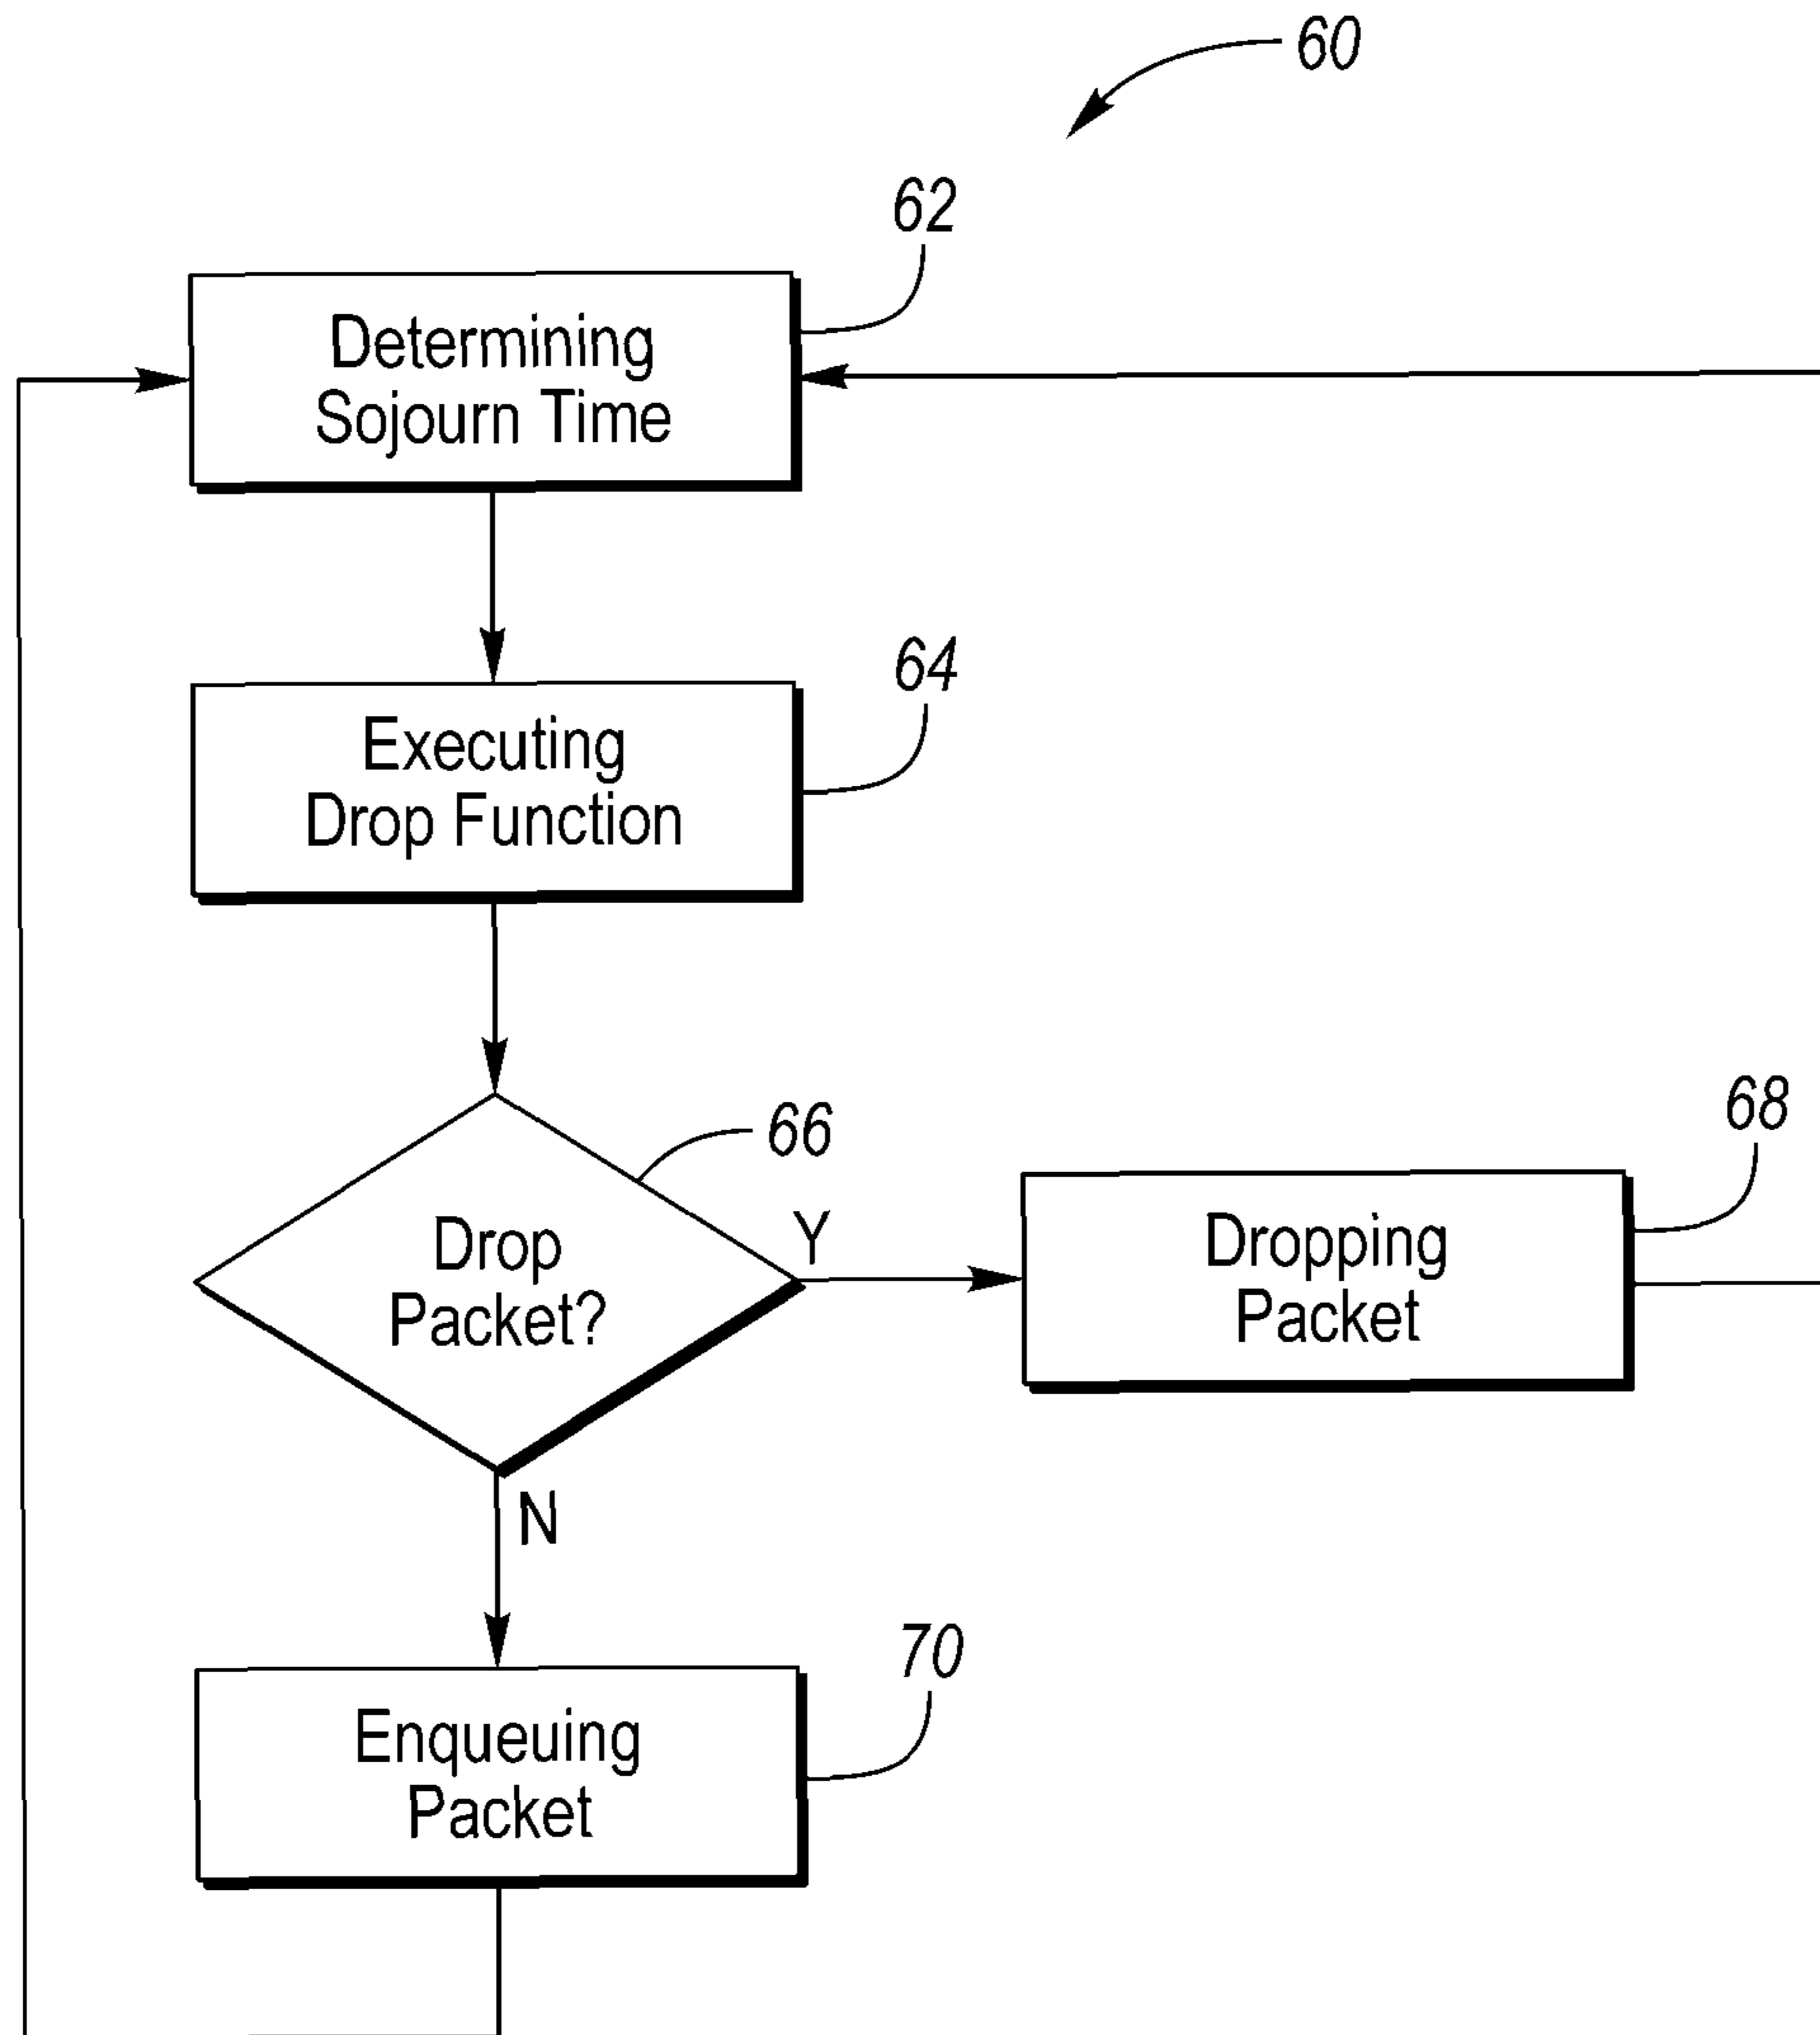 60
62
Determining
Sojourn Time
64
Executing
Drop Function
66
Drop
Packet?
Y
68
Dropping
Packet
N
70
Enqueuing
Packet